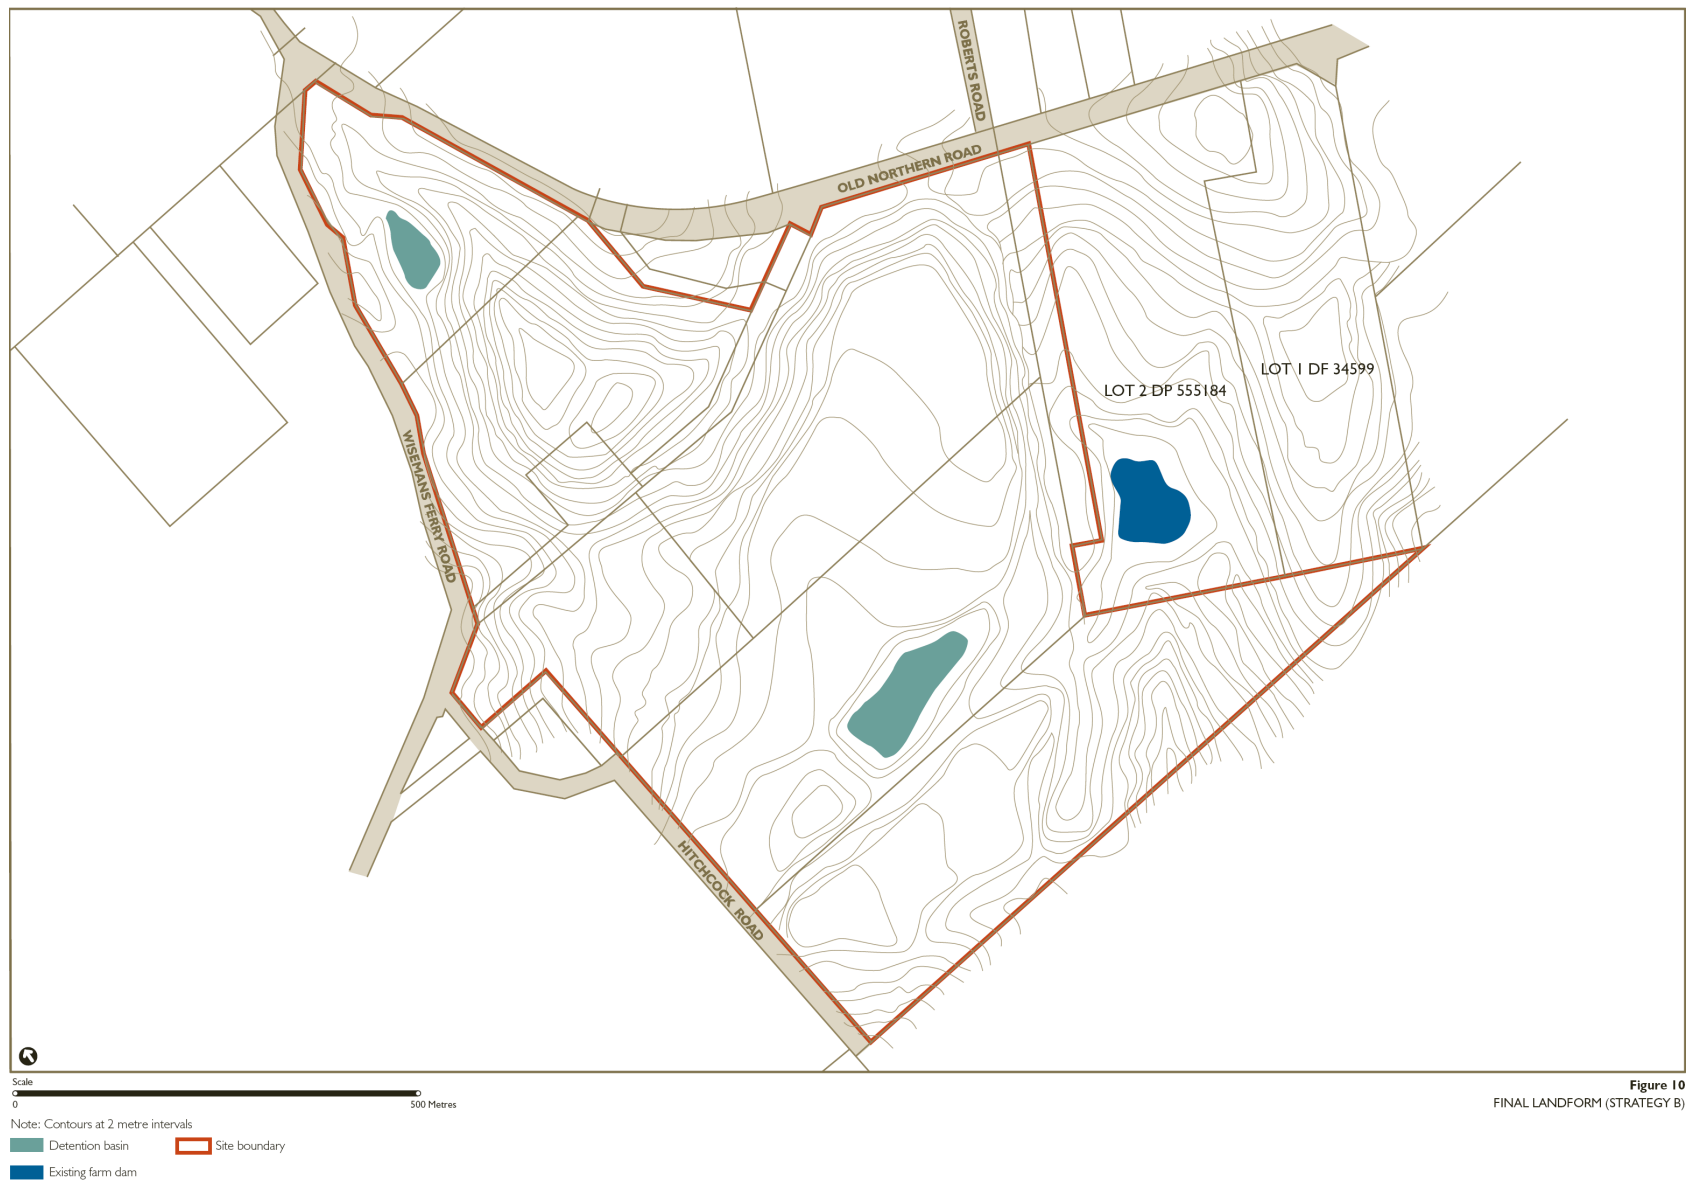 ROBERTS ROAD
OLD NORTHERN ROAD
LOT 1 DF 34599
LOT 2 DP 555184
WISEMANS FERRY ROAD
HITCHCOCK ROAD
Scale
0 500 Metres
Note: Contours at 2 metre intervals
Detention basin Site boundary
Existing farm dam
Figure 10
FINAL LANDFORM (STRATEGY B)